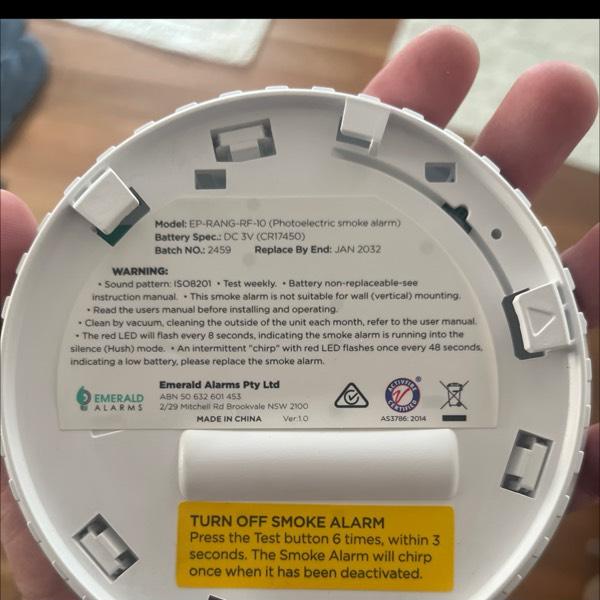 Model: EP-RANG-RF-10 (Photoelectric smoke alarm)
Battery Spec.: DC 3V (CR17450)
Batch NO.: 2459 Replace By End: JAN 2032
WARNING:
• Sound pattern: ISO8201 • Test weekly. • Battery non-replaceable-see
instruction manual. • This smoke alarm is not suitable for wall (vertical) mounting.
• Read the users manual before installing and operating.
• Clean by vacuum, cleaning the outside of the unit each month, refer to the user manual.
• The red LED will flash every 8 seconds, indicating the smoke alarm is running into the
silence (Hush) mode. • An intermittent "chirp" with red LED flashes once every 48 seconds,
indicating a low battery, please replace the smoke alarm.
EMERALD
ALARMS
Emerald Alarms Pty Ltd
ABN 50 632 601 453
2/29 Mitchell Rd Brookvale NSW 2100
MADE IN CHINA Ver:1.0
ACTIVFIRE
CERTIFIED
AS3786: 2014
TURN OFF SMOKE ALARM
Press the Test button 6 times, within 3
seconds. The Smoke Alarm will chirp
once when it has been deactivated.